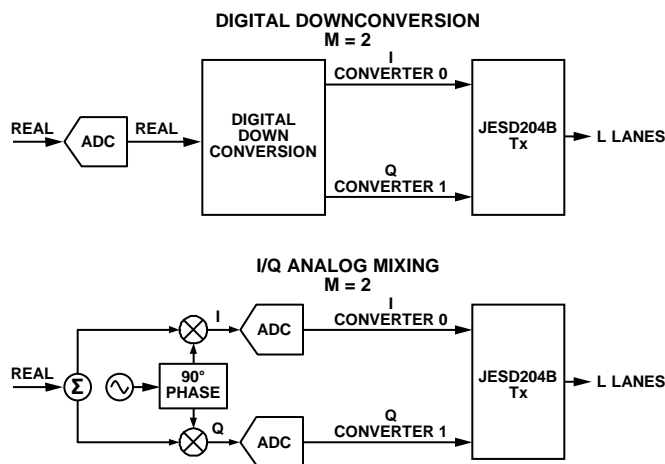 DIGITAL DOWNCONVERSION
M = 2
I
CONVERTER 0
REAL
ADC
REAL
DIGITAL
DOWN
CONVERSION
JESD204B
Tx
L LANES
Q
CONVERTER 1
I/Q ANALOG MIXING
M = 2
I
ADC
I
CONVERTER 0
REAL
Σ
90°
PHASE
JESD204B
Tx
L LANES
Q
ADC
Q
CONVERTER 1